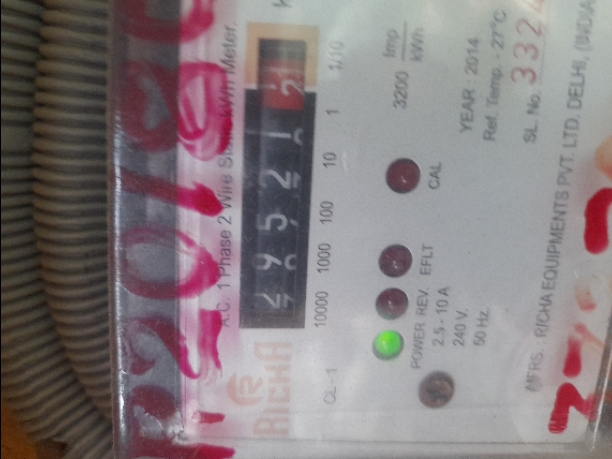 A.C. 1 Phase 2 Wire Static kWh Meter.
5 2 1 2
10000 1000 100 10 1 1/10
RICHA
CL-1
3200 Imp/kWh
CAL
POWER REV. EFLT
2.5-10 A
240 V.
50 Hz.
YEAR : 2014
Ref. Temp. - 27°C
SL. No. 332
MFRS. : RICHA EQUIPMENTS PVT. LTD. DELHI, (INDIA